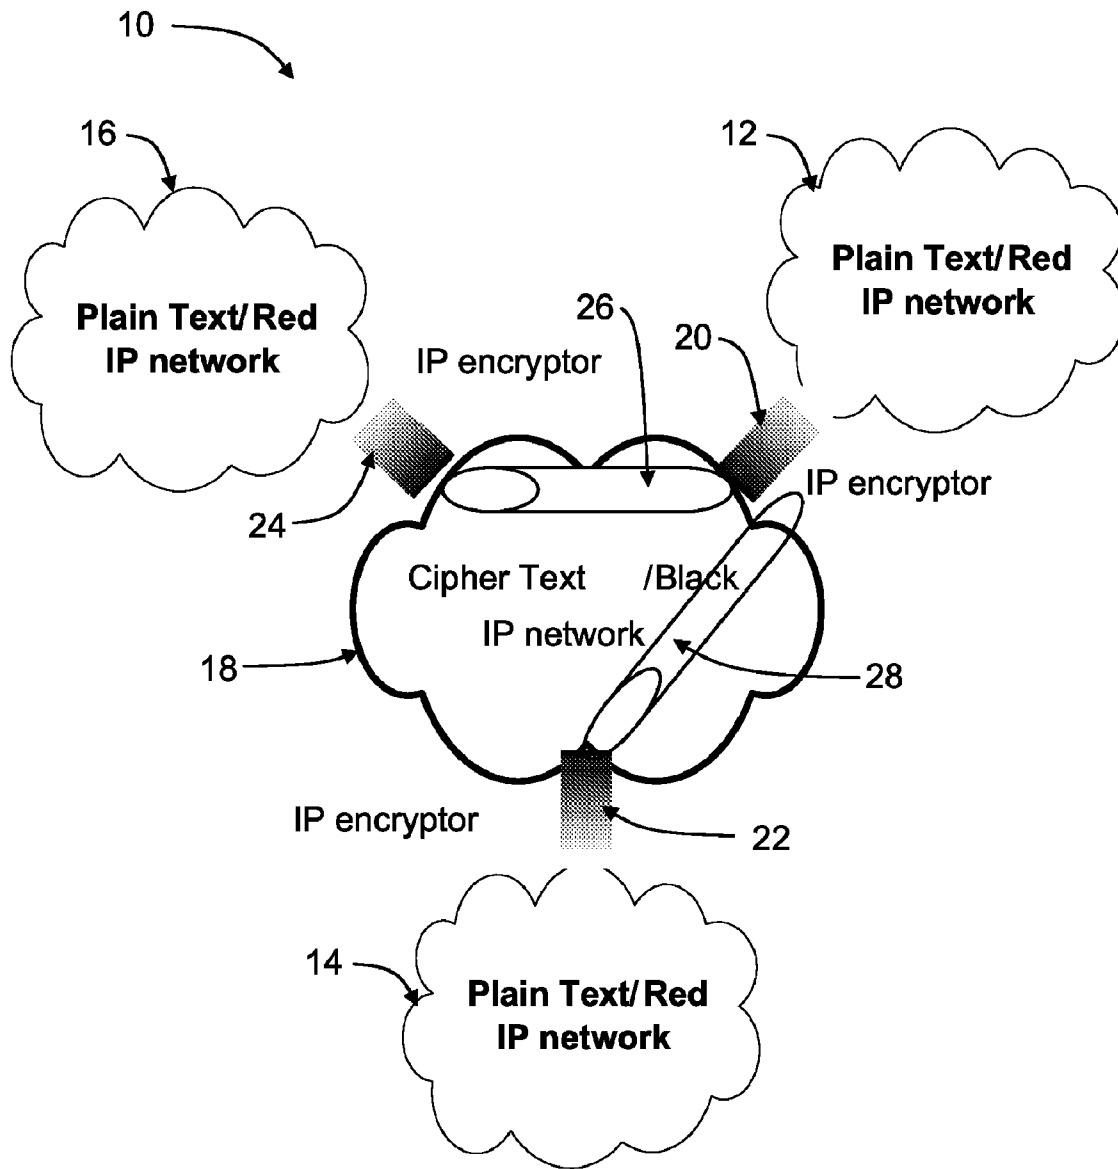 10
16
12
Plain Text/Red
IP network
Plain Text/Red
IP network
26
20
IP encryptor
IP encryptor
24
Cipher Text /Black
IP network
18
28
IP encryptor
22
14
Plain Text/Red
IP network